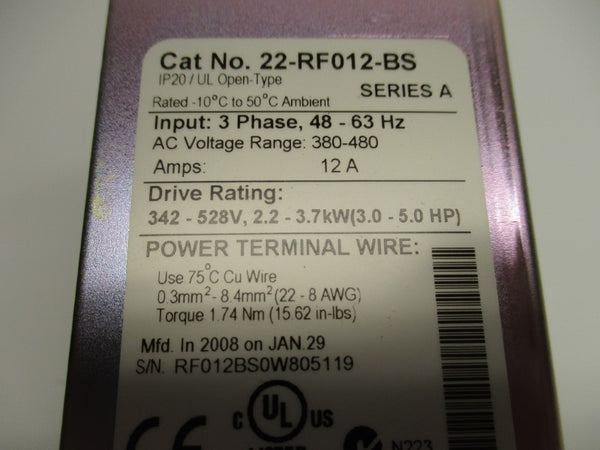 Cat No. 22-RF012-BS
IP20 / UL Open-Type
SERIES A
Rated -10°C to 50°C Ambient
Input: 3 Phase, 48 - 63 Hz
AC Voltage Range: 380-480
Amps: 12 A
Drive Rating:
342 - 528V, 2.2 - 3.7kW(3.0 - 5.0 HP)
POWER TERMINAL WIRE:
Use 75°C Cu Wire
0.3mm² - 8.4mm² (22 - 8 AWG)
Torque 1.74 Nm (15.62 in-lbs)
Mfd. In 2008 on JAN.29
S/N: RF012BS0W805119
C UL US
CE N223
LISTED